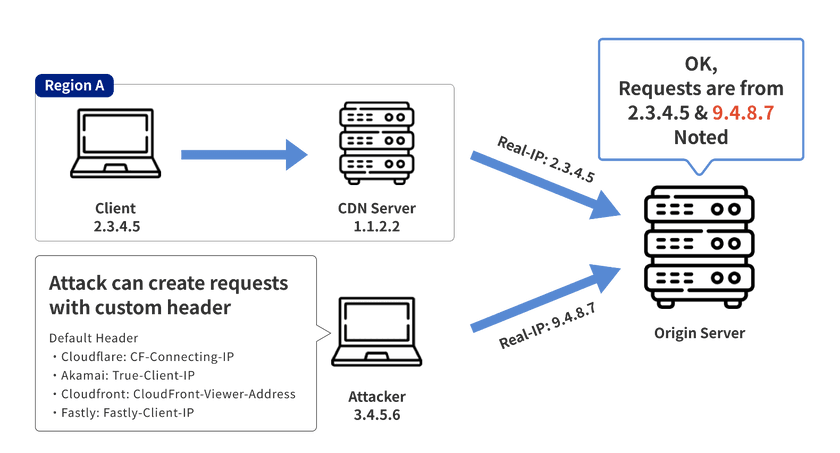 OK,
Requests are from
2.3.4.5 & 9.4.8.7
Noted
Region A
Client
2.3.4.5
CDN Server
1.1.2.2
Real-IP: 2.3.4.5
Attack can create requests
with custom header
Default Header
・Cloudflare: CF-Connecting-IP
・Akamai: True-Client-IP
・Cloudfront: CloudFront-Viewer-Address
・Fastly: Fastly-Client-IP
Attacker
3.4.5.6
Real-IP: 9.4.8.7
Origin Server